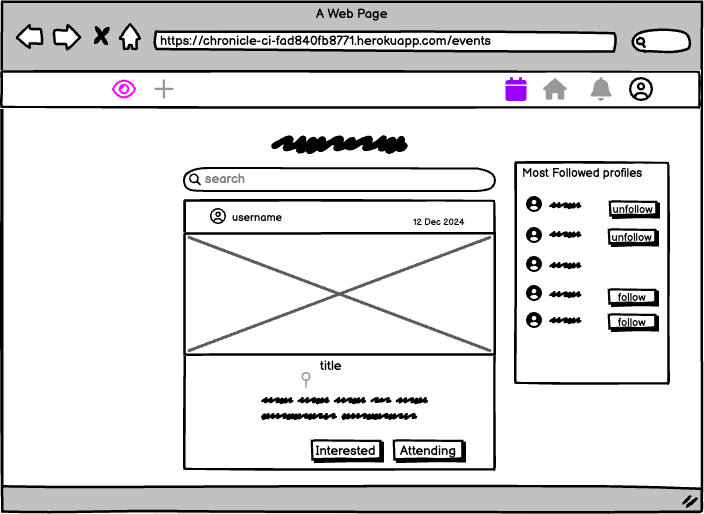 A Web Page
https://chronicle-ci-fad840fb8771.herokuapp.com/events
search
username
12 Dec 2024
title
Interested
Attending
Most Followed profiles
unfollow
unfollow
follow
follow